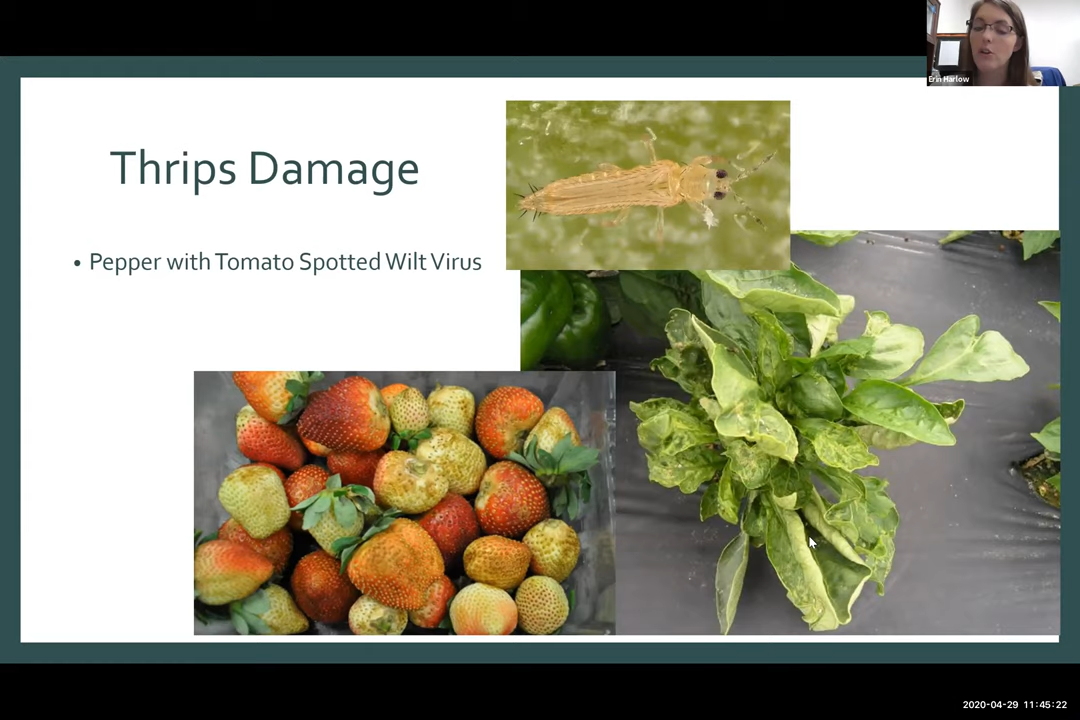 Erin Harlow
Thrips Damage
• Pepper with Tomato Spotted Wilt Virus
2020-04-29 11:45:22